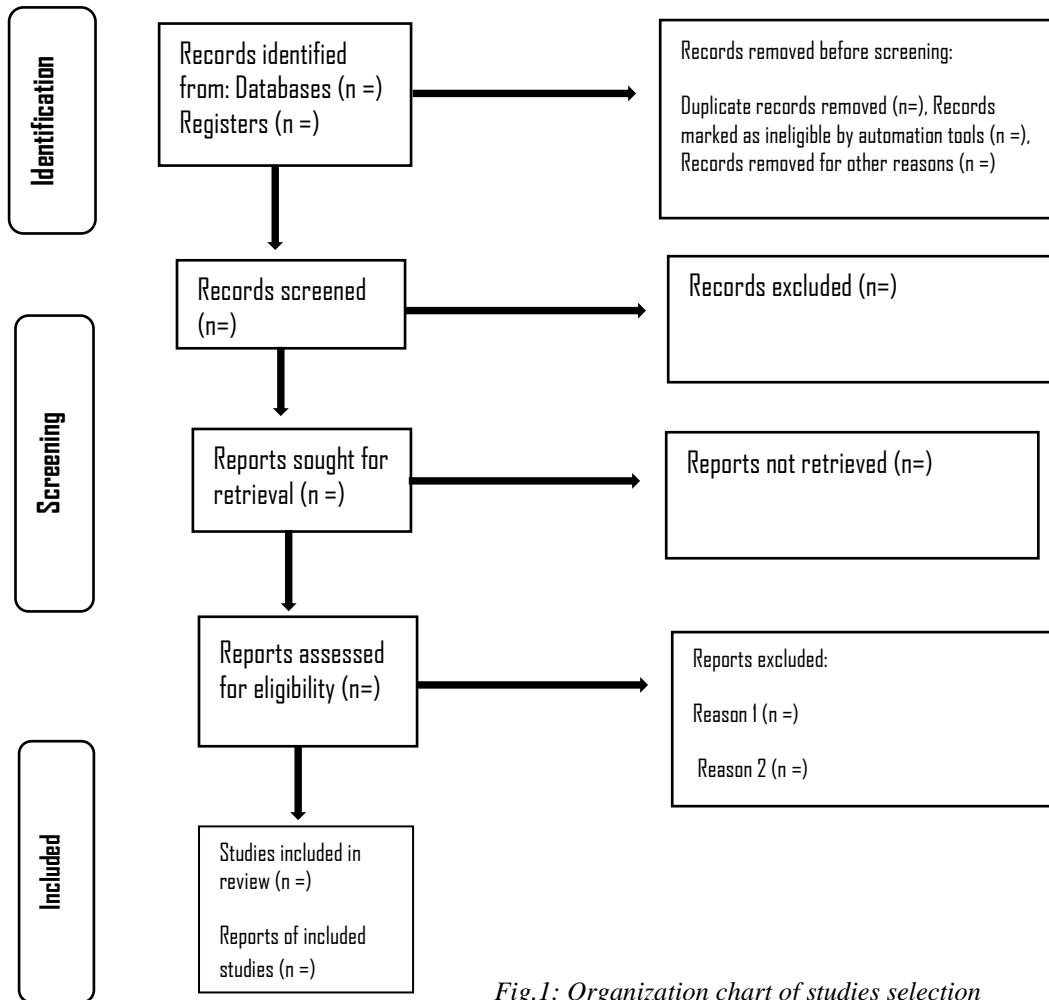 Identification
Records identified
from: Databases (n =)
Registers (n =)
Records removed before screening:
Duplicate records removed (n=), Records
marked as ineligible by automation tools (n =),
Records removed for other reasons (n =)
Screening
Records screened
(n=)
Records excluded (n=)
Reports sought for
retrieval (n =)
Reports not retrieved (n=)
Reports assessed
for eligibility (n=)
Reports excluded:
Reason 1 (n =)
Reason 2 (n =)
Included
Studies included in
review (n =)
Reports of included
studies (n =)
Fig.1: Organization chart of studies selection